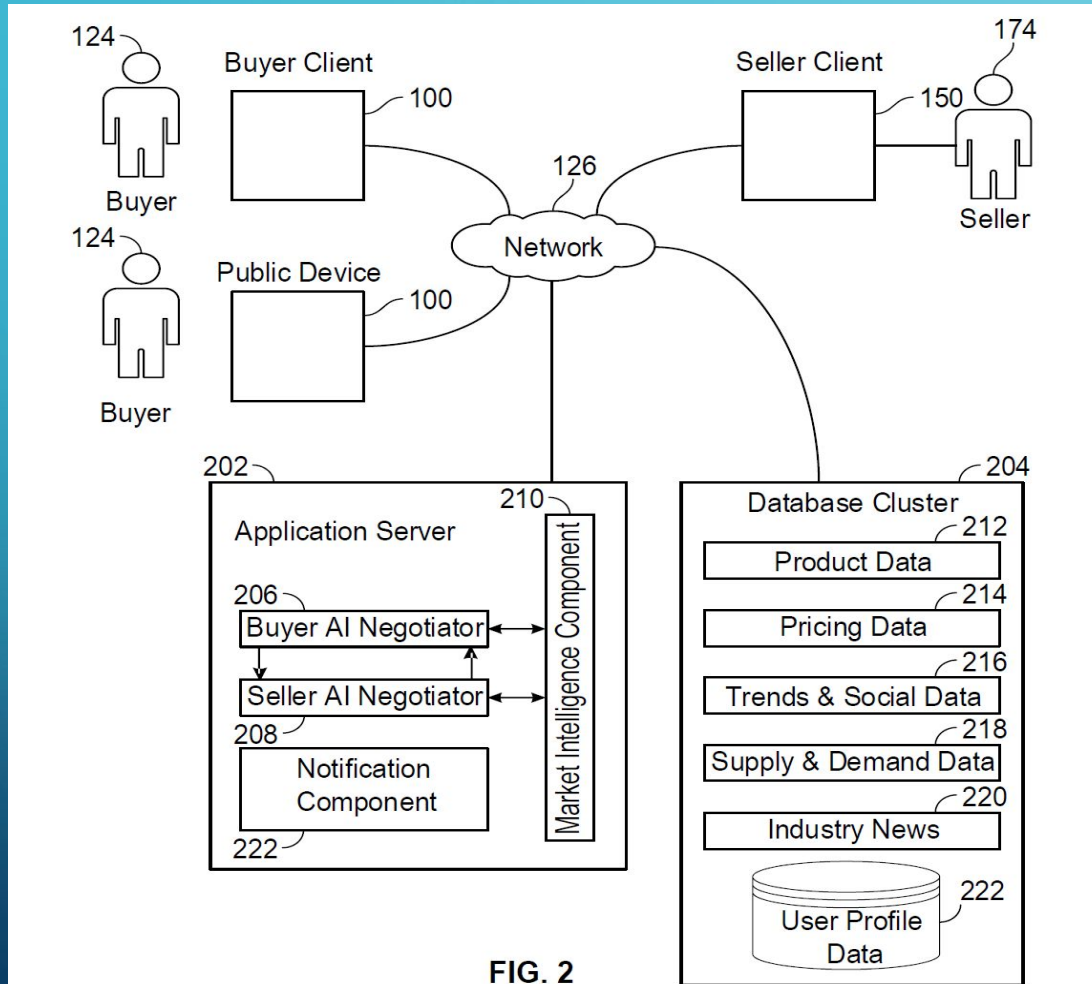 124
Buyer
Buyer Client
100
Seller Client
150
174
Seller
126
Network
124
Buyer
Public Device
100
202
Application Server
210
Market Intelligence Component
206
Buyer AI Negotiator
Seller AI Negotiator
208
Notification
Component
222
204
Database Cluster
212
Product Data
214
Pricing Data
216
Trends & Social Data
218
Supply & Demand Data
220
Industry News
222
User Profile
Data
FIG. 2